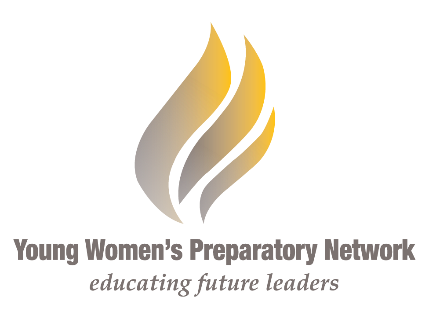 Young Women's Preparatory Network
educating future leaders